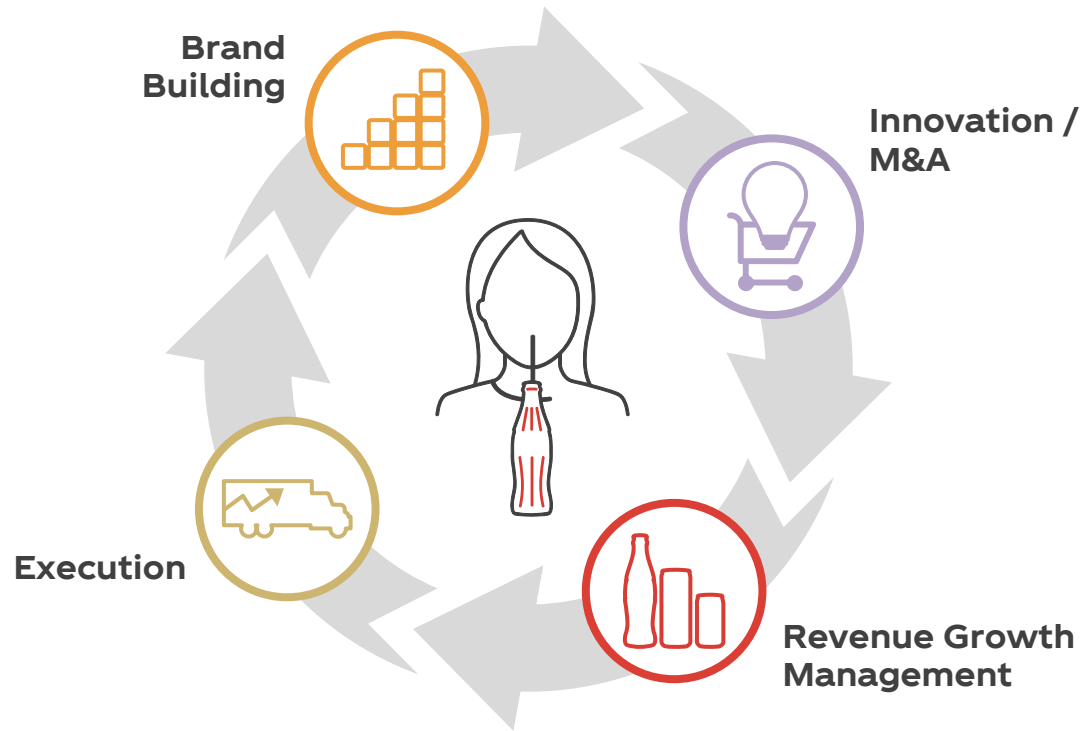 Brand
Building
Innovation /
M&A
Execution
Revenue Growth
Management